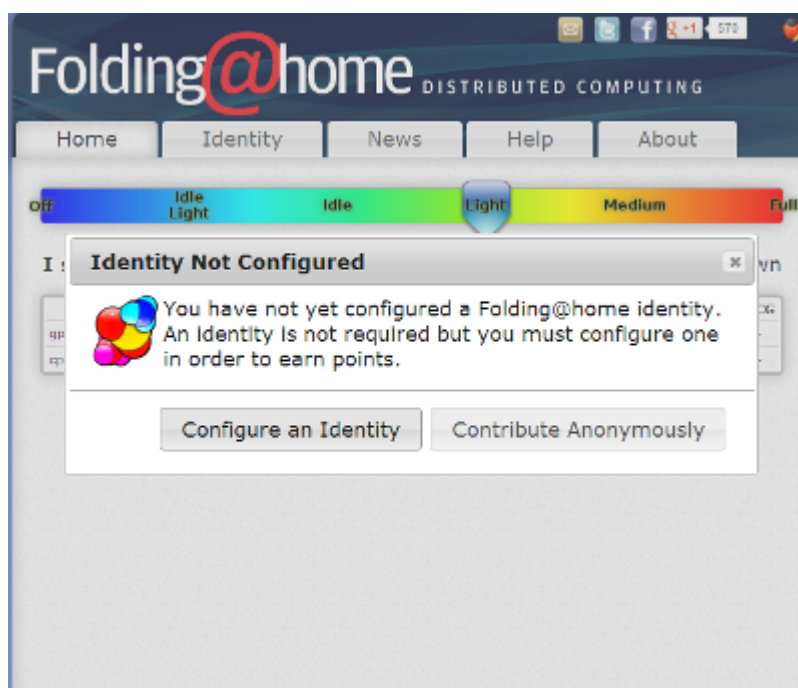 570
Folding@home DISTRIBUTED COMPUTING
Home Identity News Help About
Off Idle Light Idle Light Medium Full
I
Identity Not Configured
You have not yet configured a Folding@home identity.
An identity is not required but you must configure one
in order to earn points.
Configure an Identity Contribute Anonymously